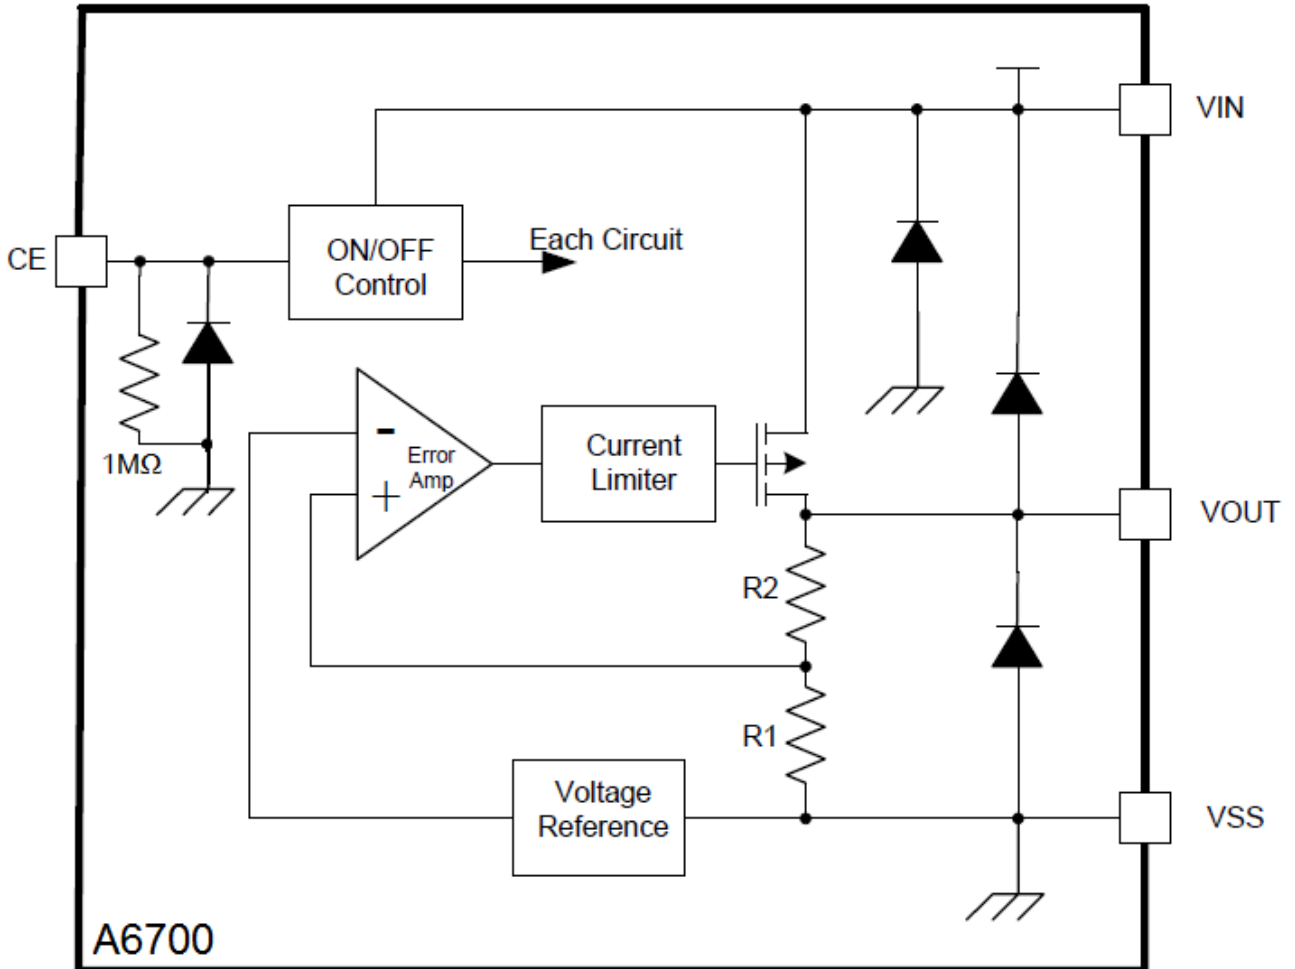 VIN
CE
ON/OFF
Control
Each Circuit
1MΩ
-
+
Error
Amp
Current
Limiter
VOUT
R2
R1
Voltage
Reference
VSS
A6700